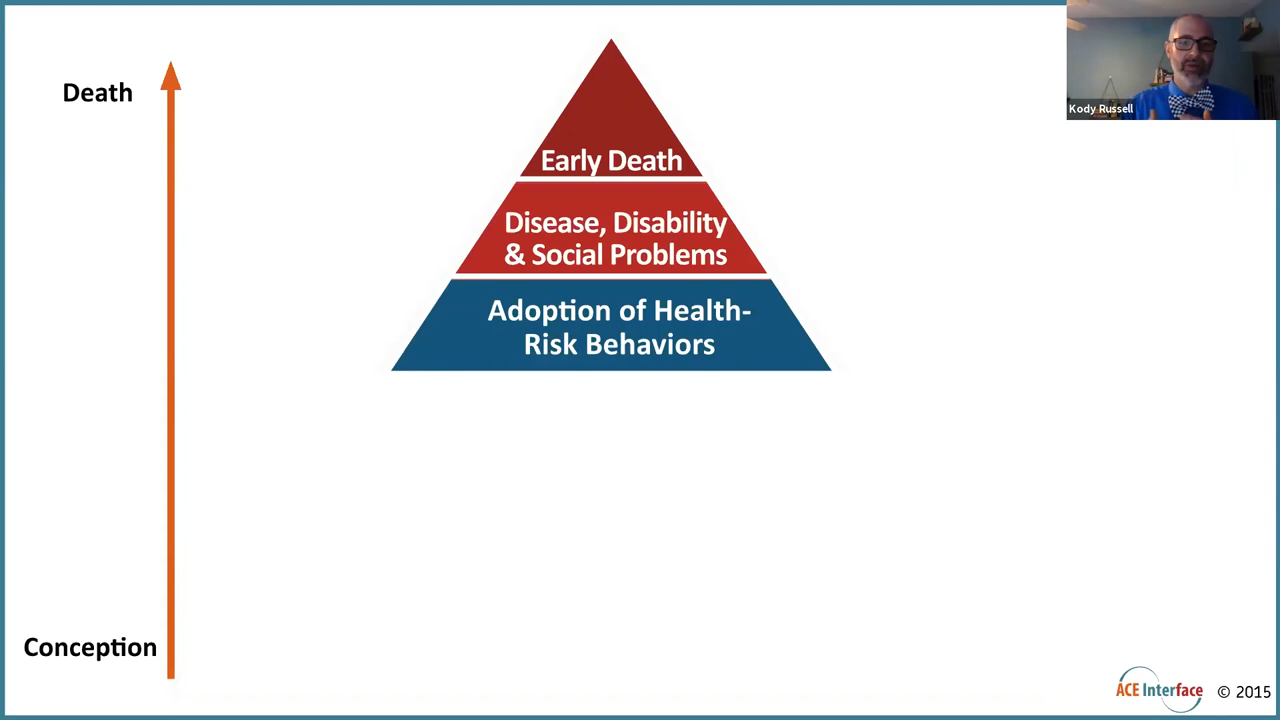 Death
Early Death
Disease, Disability
& Social Problems
Adoption of Health-
Risk Behaviors
Conception
Kody Russell
ACE Interface © 2015